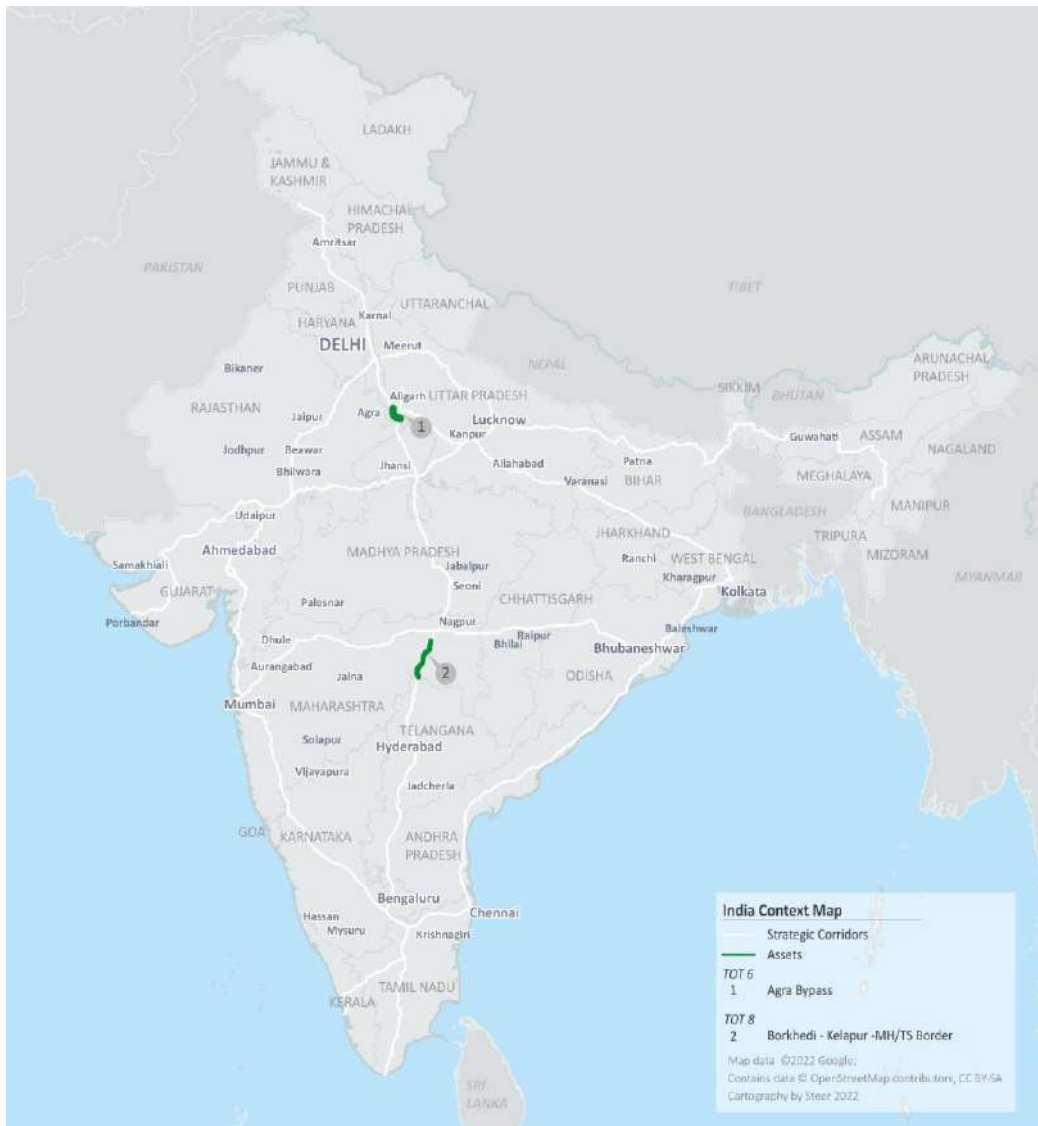 LADAKH
JAMMU &
KASHMIR
HIMACHAL
PRADESH
Amritsar
PAKISTAN
PUNJAB
TIBET
UTTARANCHAL
Karnal
HARYANA
DELHI
Meerut
ARUNACHAL
PRADESH
NEPAL
Bikaner
SIKKIM
BHUTAN
Aligarh
UTTAR PRADESH
RAJASTHAN
Agra
Jaipur
1
Lucknow
Kanpur
Guwahati
ASSAM
Jodhpur
Beawar
NAGALAND
Bhilwara
Jhansi
Allahabad
Patna
MEGHALAYA
Varanasi
BIHAR
MANIPUR
Udaipur
BANGLADESH
JHARKHAND
TRIPURA
Ahmedabad
MADHYA PRADESH
Ranchi
WEST BENGAL
MIZORAM
Samakhiali
Jabalpur
Kharagpur
MYANMAR
GUJARAT
Seoni
Kolkata
Palesnar
CHHATTISGARH
Porbandar
Nagpur
Baleshwar
Dhule
Raipur
Bhilai
Bhubaneshwar
Aurangabad
2
Jalna
ODISHA
Mumbai
MAHARASHTRA
TELANGANA
Solapur
Hyderabad
Vijayapura
Jadcherla
GOA
KARNATAKA
ANDHRA
PRADESH
Bengaluru
Chennai
Hassan
Mysuru
Krishnagiri
TAMIL NADU
KERALA
SRI
LANKA
India Context Map
Strategic Corridors
Assets
TOT 6
1 Agra Bypass
TOT 8
2 Borkhedi - Kelapur -MH/TS Border
Map data ©2022 Google;
Contains data © OpenStreetMap contributors, CC BY-SA
Cartography by Steer 2022